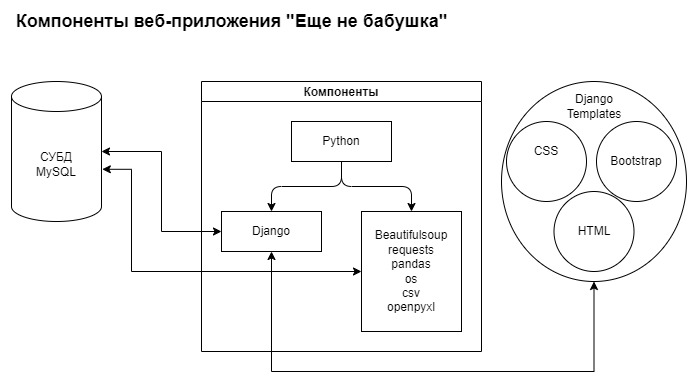 Компоненты веб-приложения "Еще не бабушка"
СУБД
MySQL
Компоненты
Python
Django
Beautifulsoup
requests
pandas
os
csv
openpyxl
Django
Templates
CSS
Bootstrap
HTML